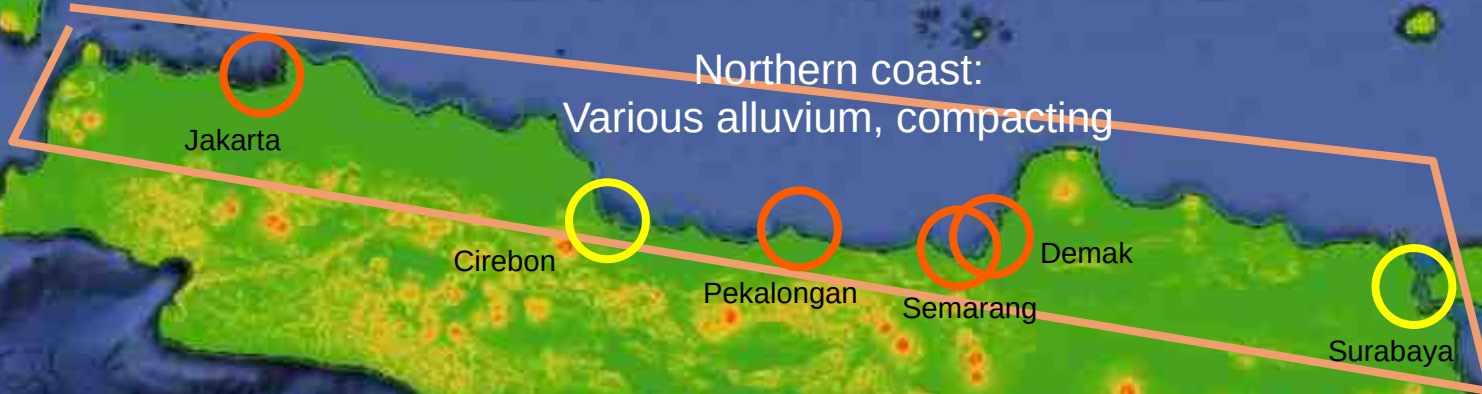 Northern coast:
Various alluvium, compacting
Jakarta
Cirebon
Pekalongan
Semarang
Demak
Surabaya